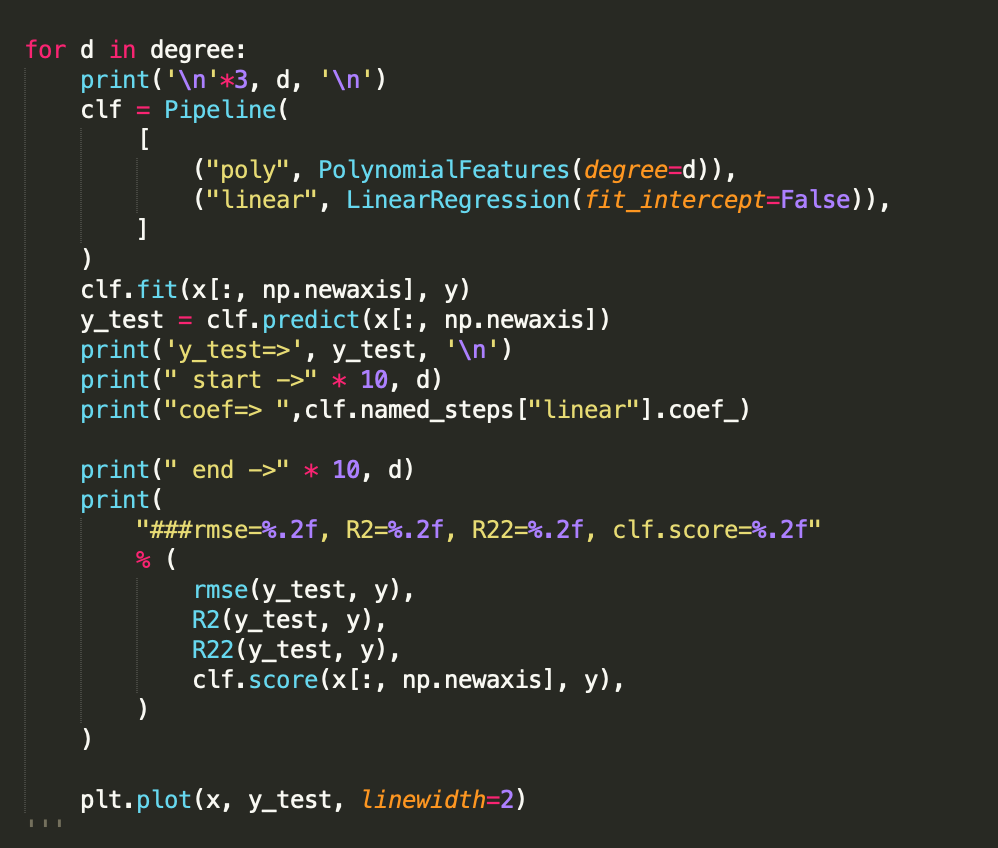 for d in degree:
    print('\n'*3, d, '\n')
    clf = Pipeline(
        [
            ("poly", PolynomialFeatures(degree=d)),
            ("linear", LinearRegression(fit_intercept=False)),
        ]
    )
    clf.fit(x[:, np.newaxis], y)
    y_test = clf.predict(x[:, np.newaxis])
    print('y_test=>', y_test, '\n')
    print(" start ->" * 10, d)
    print("coef=> ",clf.named_steps["linear"].coef_)

    print(" end ->" * 10, d)
    print(
        "###rmse=%.2f, R2=%.2f, R22=%.2f, clf.score=%.2f"
        % (
            rmse(y_test, y),
            R2(y_test, y),
            R22(y_test, y),
            clf.score(x[:, np.newaxis], y),
        )
    )

    plt.plot(x, y_test, linewidth=2)
'''